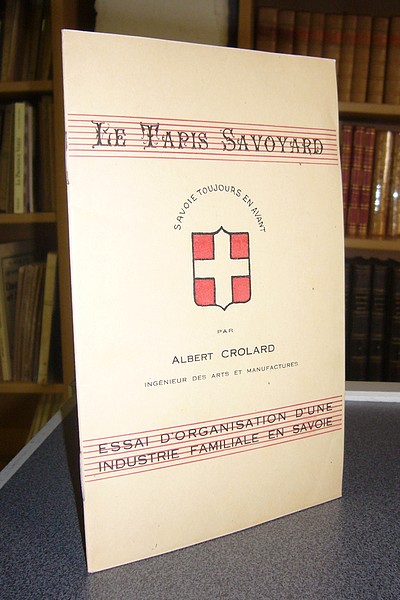 LE TAPIS SAVOYARD
SAVOIE TOUJOURS EN AVANT
PAR
ALBERT CROLARD
INGÉNIEUR DES ARTS ET MANUFACTURES
ESSAI D'ORGANISATION D'UNE
INDUSTRIE FAMILIALE EN SAVOIE